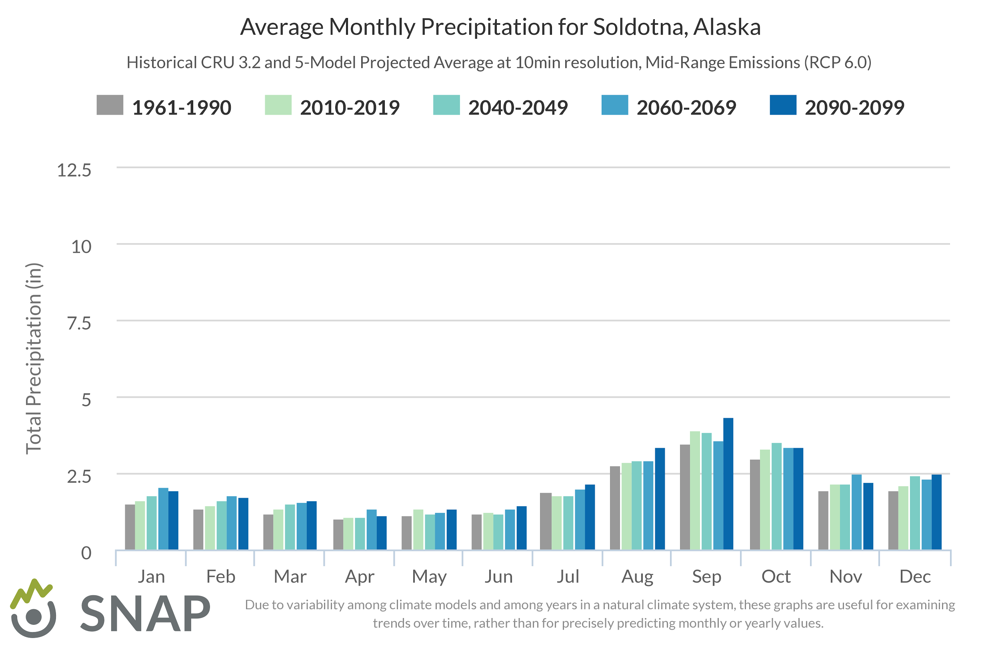 Average Monthly Precipitation for Soldotna, Alaska
Historical CRU 3.2 and 5-Model Projected Average at 10min resolution, Mid-Range Emissions (RCP 6.0)
1961-1990 2010-2019 2040-2049 2060-2069 2090-2099
12.5
10
7.5
5
2.5
0
Total Precipitation (in)
Jan Feb Mar Apr May Jun Jul Aug Sep Oct Nov Dec
SNAP
Due to variability among climate models and among years in a natural climate system, these graphs are useful for examining
trends over time, rather than for precisely predicting monthly or yearly values.